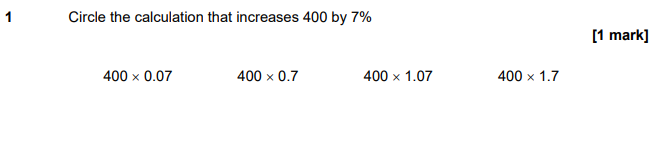 1 Circle the calculation that increases 400 by 7%
[1 mark]
400 × 0.07 400 × 0.7 400 × 1.07 400 × 1.7